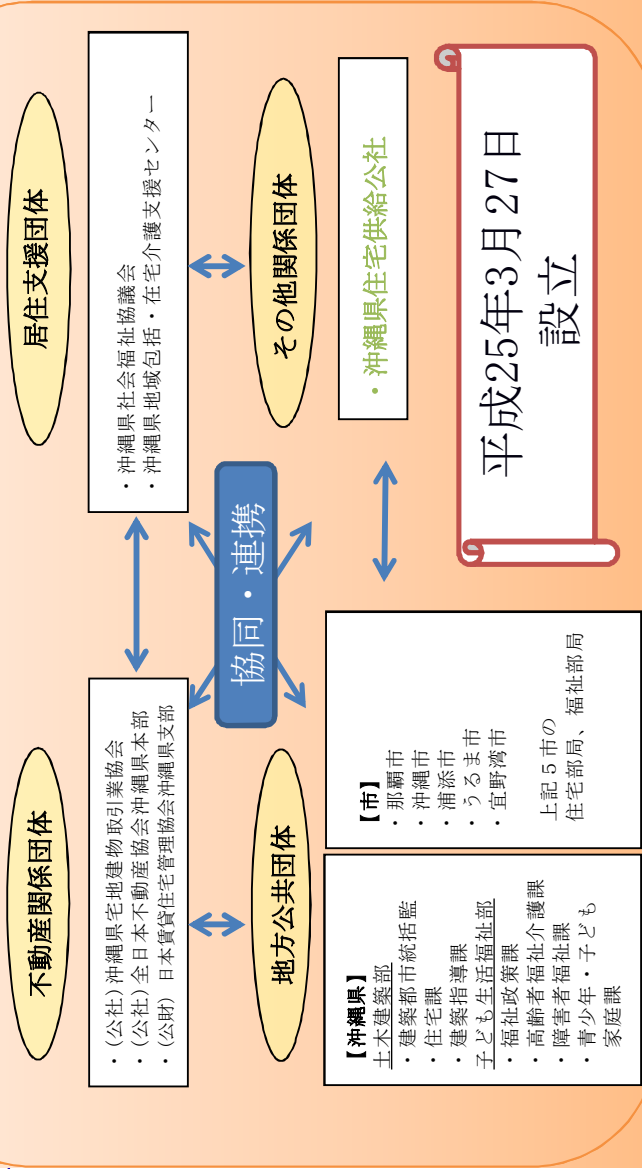 不動産関係団体
・(公社)沖縄県宅地建物取引業協会
・(公社)全日本不動産協会沖縄県本部
・(公財) 日本賃貸住宅管理協会沖縄県支部
居住支援団体
・沖縄県社会福祉協議会
・沖縄県地域包括・在宅介護支援センター
協同・連携
地方公共団体
【沖縄県】
土木建築部
・建築都市統括監
・住宅課
・建築指導課
子ども生活福祉部
・福祉政策課
・高齢者福祉介護課
・障害者福祉課
・青少年・子ども
家庭課
【市】
・那覇市
・沖縄市
・浦添市
・うるま市
・宜野湾市
上記5市の
住宅部局、福祉部局
その他関係団体
・沖縄県住宅供給公社
平成25年3月27日
設立